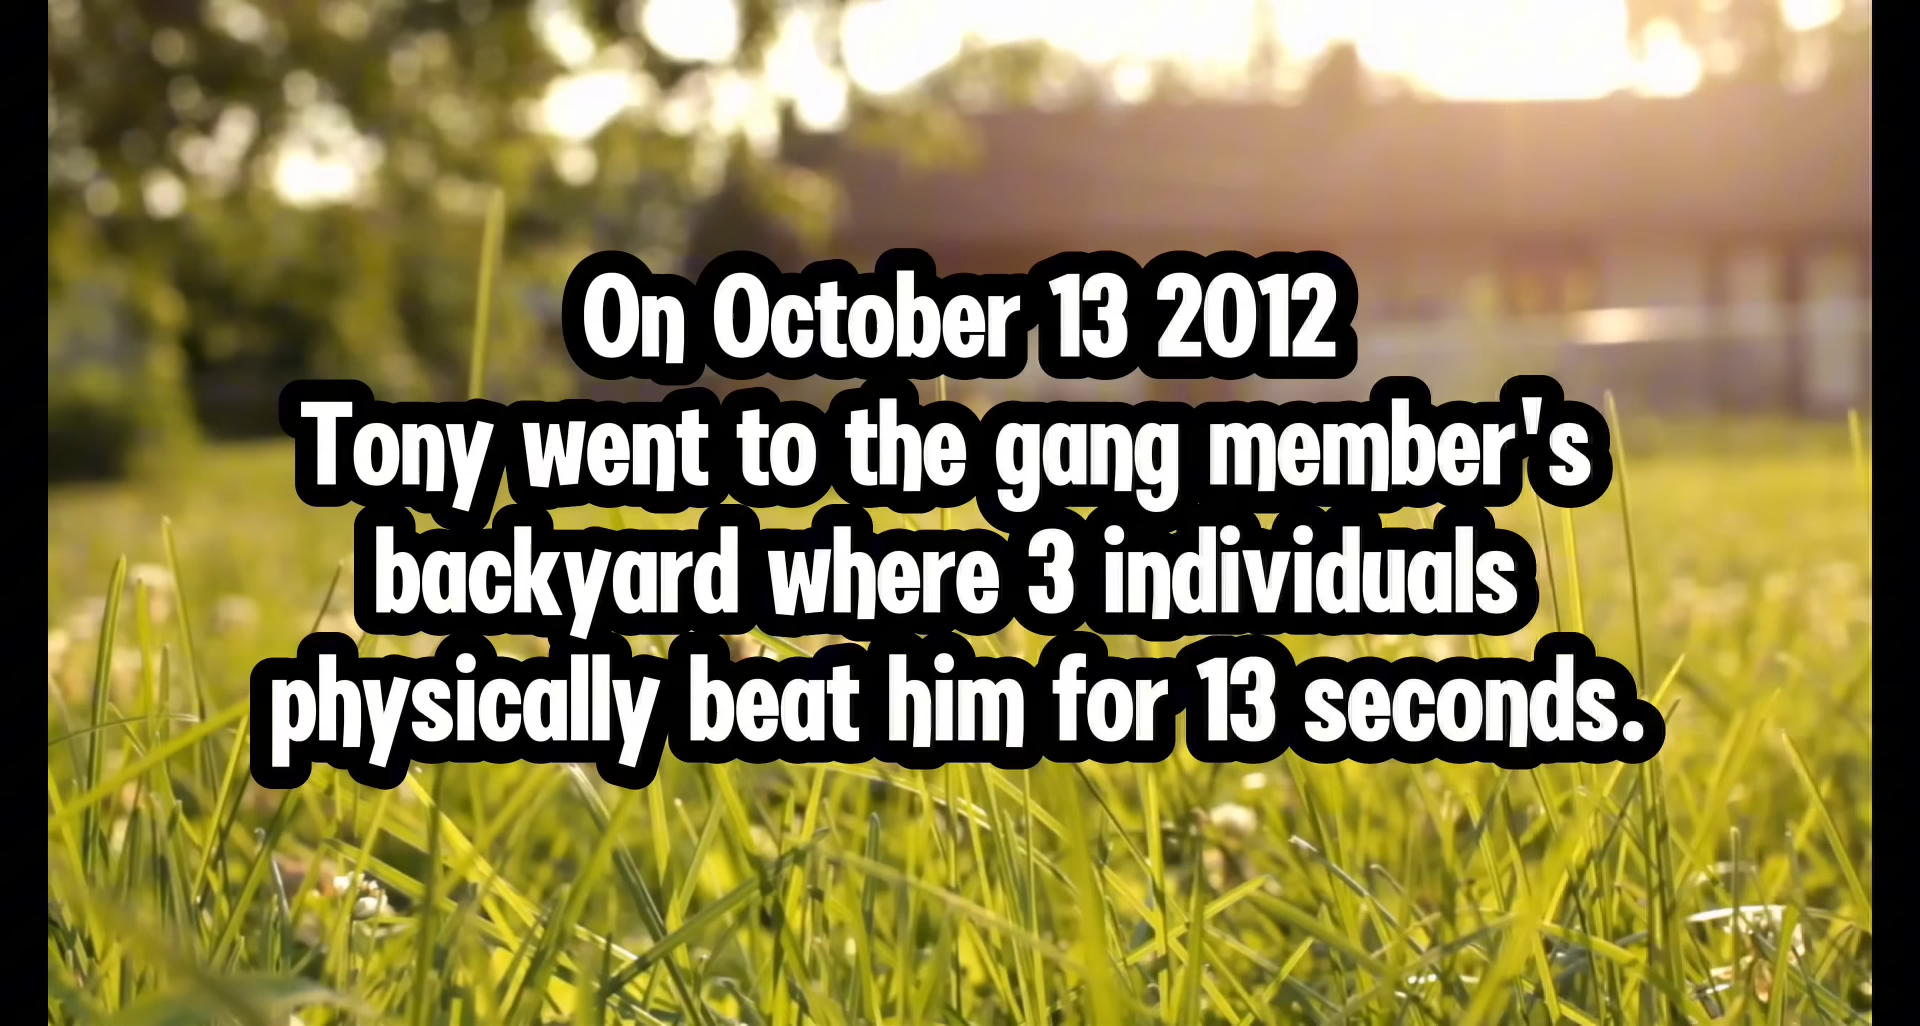 On October 13 2012
Tony went to the gang member's
backyard where 3 individuals
physically beat him for 13 seconds.